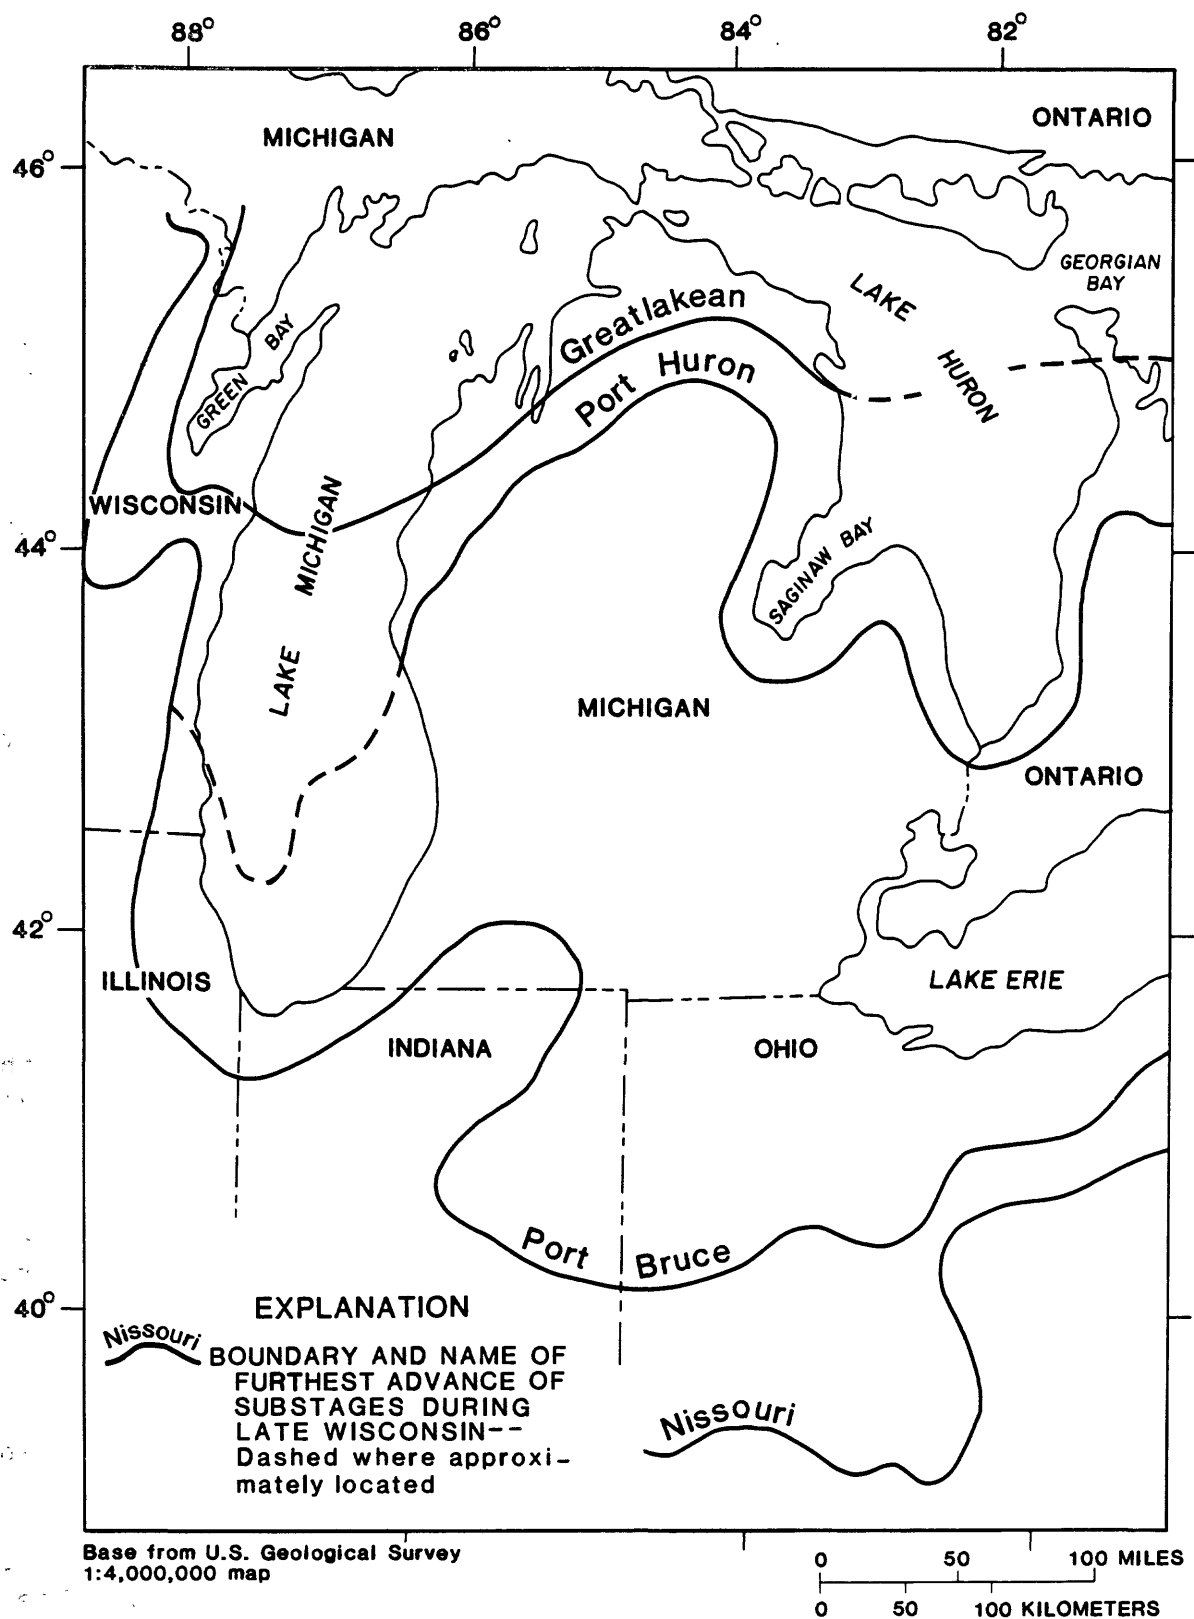 88° 86° 84° 82°
ONTARIO
MICHIGAN
46°
GEORGIAN
BAY
LAKE
HURON
Greatlakean
BAY
GREEN
Port Huron
WISCONSIN
LAKE MICHIGAN
44°
SAGINAW BAY
MICHIGAN
ONTARIO
42°
ILLINOIS
LAKE ERIE
INDIANA
OHIO
Port Bruce
40°
EXPLANATION
Nissouri
BOUNDARY AND NAME OF
FURTHEST ADVANCE OF
SUBSTAGES DURING
LATE WISCONSIN--
Dashed where approxi-
mately located
Nissouri
Base from U.S. Geological Survey
1:4,000,000 map
0 50 100 MILES
0 50 100 KILOMETERS